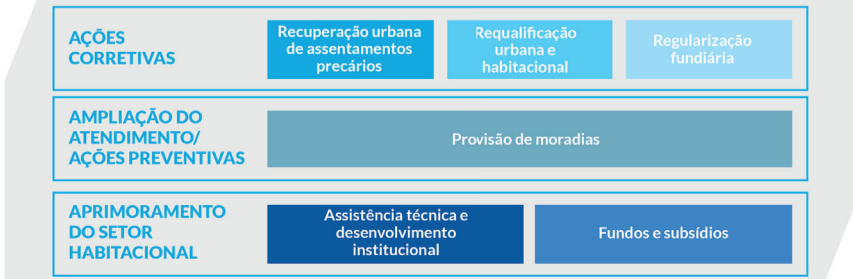 AÇÕES
CORRETIVAS
Recuperação urbana
de assentamentos
precários
Requalificação
urbana e
habitacional
Regularização
fundiária
AMPLIAÇÃO DO
ATENDIMENTO/
AÇÕES PREVENTIVAS
Provisão de moradias
APRIMORAMENTO
DO SETOR
HABITACIONAL
Assistência técnica e
desenvolvimento
institucional
Fundos e subsídios